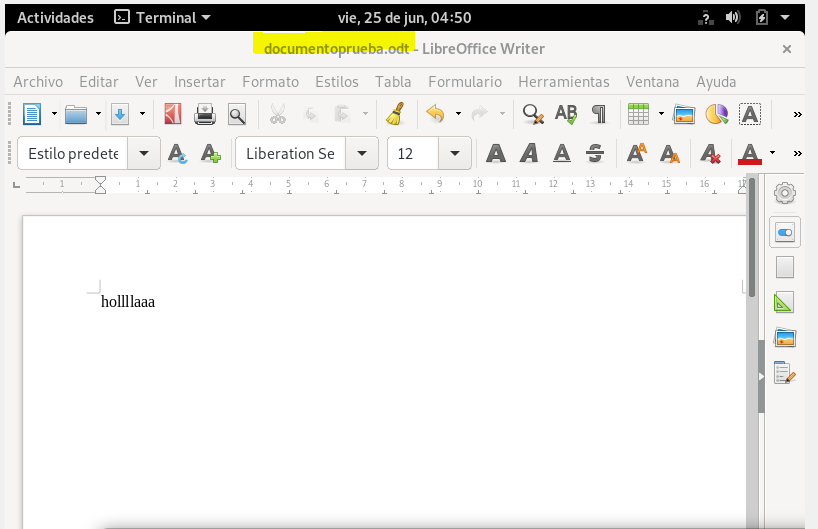 Actividades Terminal vie, 25 de jun, 04:50
documentoprueba.odt - LibreOffice Writer
Archivo Editar Ver Insertar Formato Estilos Tabla Formulario Herramientas Ventana Ayuda
Estilo predete Liberation Se 12
1 1 2 3 4 5 6 7 8 9 10 11 12 13 14 15 16
hollllaaa